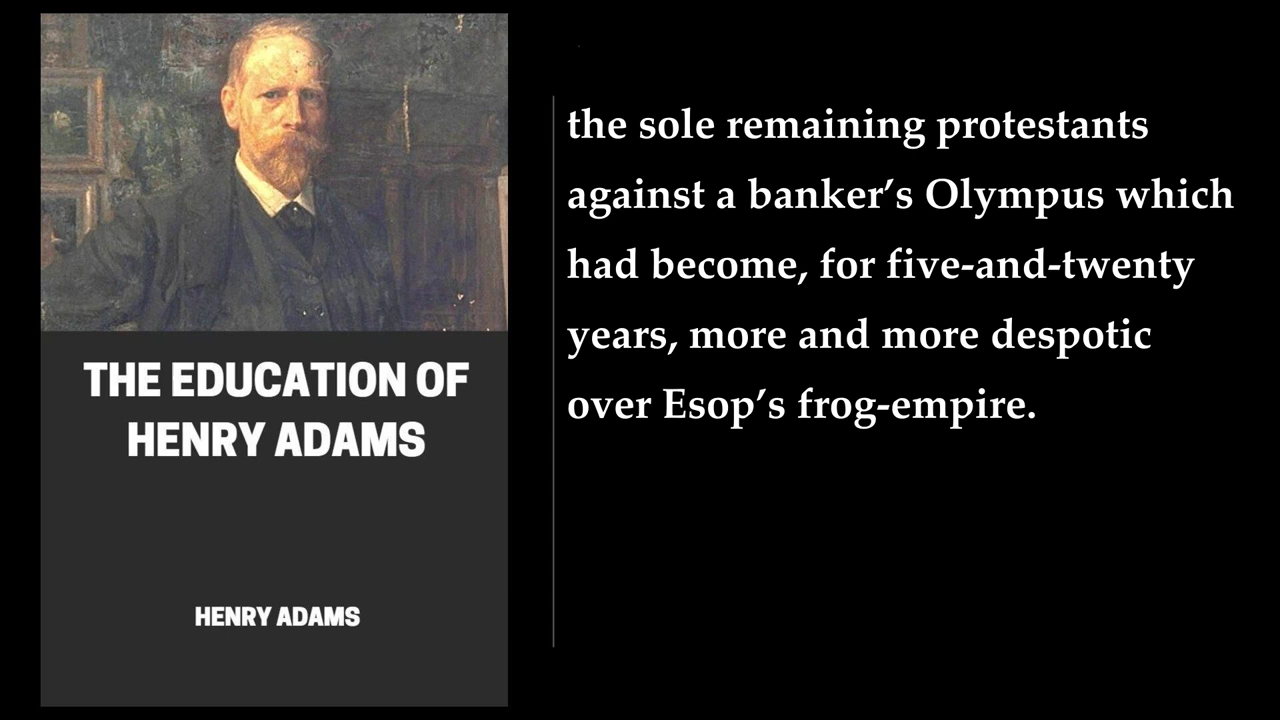 THE EDUCATION OF
HENRY ADAMS
HENRY ADAMS
the sole remaining protestants
against a banker’s Olympus which
had become, for five-and-twenty
years, more and more despotic
over Esop’s frog-empire.